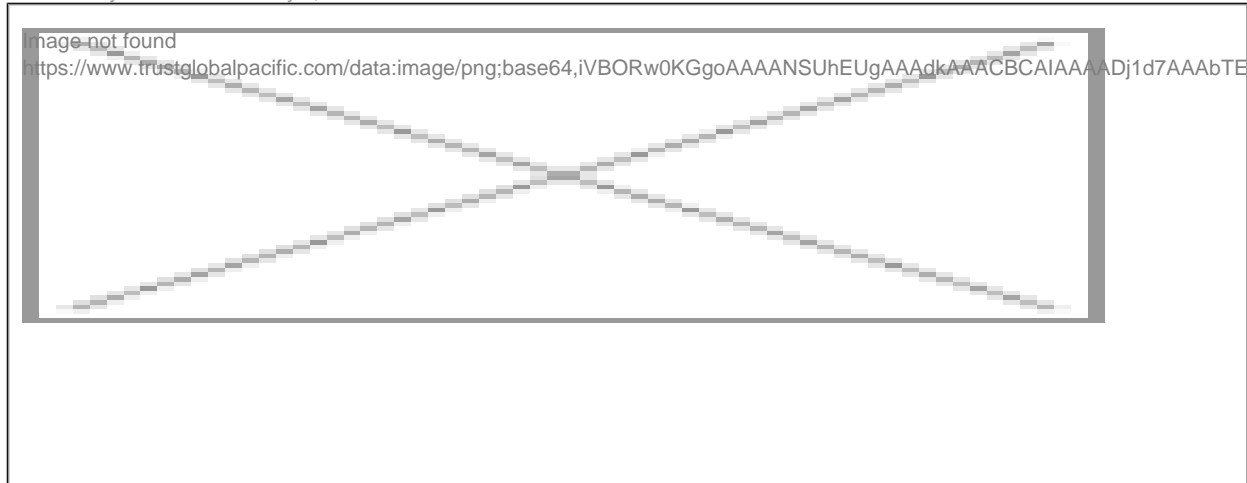 Image not found
https://www.trustglobalpacific.com/data:image/png;base64,iVBORw0KGgoAAAANSUhEUgAAAdkAAACBCAIAAAADj1d7AAAbTE